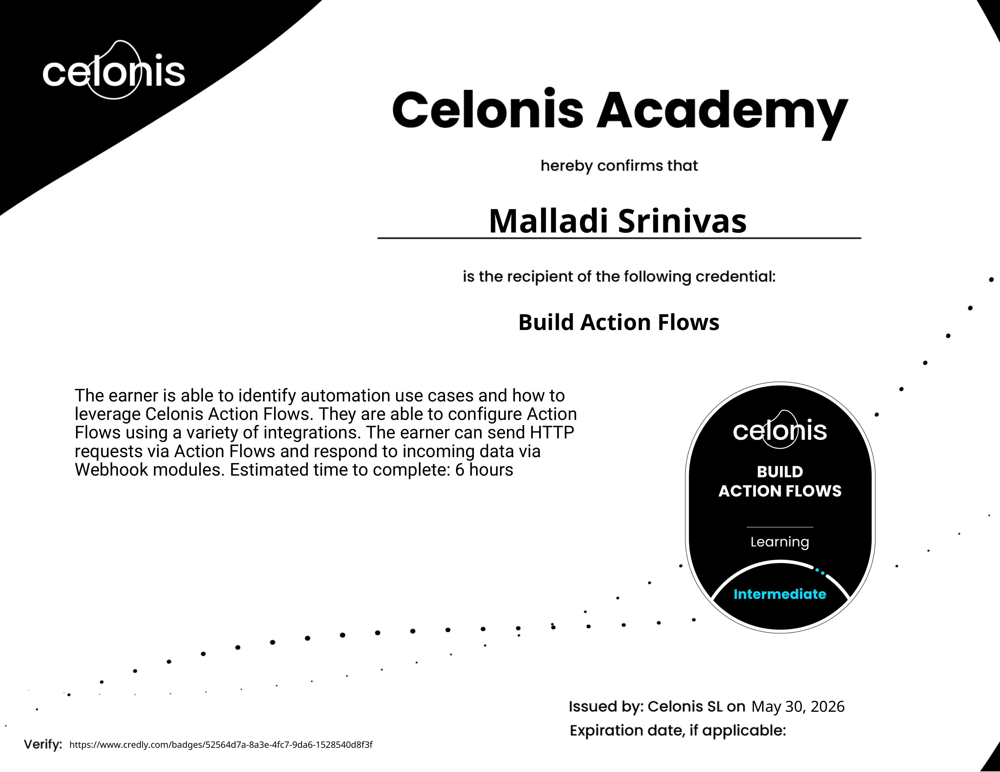 celonis
Celonis Academy
hereby confirms that
Malladi Srinivas
is the recipient of the following credential:
Build Action Flows
The earner is able to identify automation use cases and how to
leverage Celonis Action Flows. They are able to configure Action
Flows using a variety of integrations. The earner can send HTTP
requests via Action Flows and respond to incoming data via
Webhook modules. Estimated time to complete: 6 hours
celonis
BUILD
ACTION FLOWS
Learning
Intermediate
Issued by: Celonis SL on May 30, 2026
Expiration date, if applicable:
Verify: https://www.credly.com/badges/52564d7a-8a3e-4fc7-9da6-1528540d8f3f